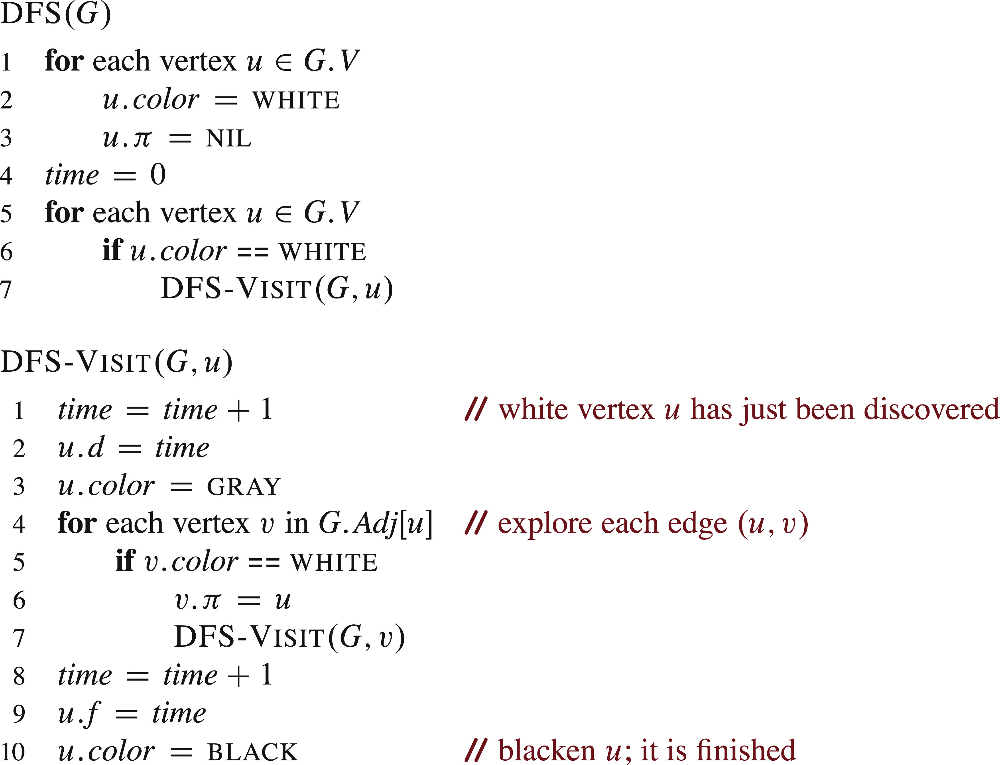 DFS(G)
1 for each vertex u ∈ G.V
2 u.color = WHITE
3 u.π = NIL
4 time = 0
5 for each vertex u ∈ G.V
6 if u.color == WHITE
7 DFS-VISIT(G, u)
DFS-VISIT(G, u)
1 time = time + 1 // white vertex u has just been discovered
2 u.d = time
3 u.color = GRAY
4 for each vertex v in G.Adj[u] // explore each edge (u, v)
5 if v.color == WHITE
6 v.π = u
7 DFS-VISIT(G, v)
8 time = time + 1
9 u.f = time
10 u.color = BLACK // blacken u; it is finished